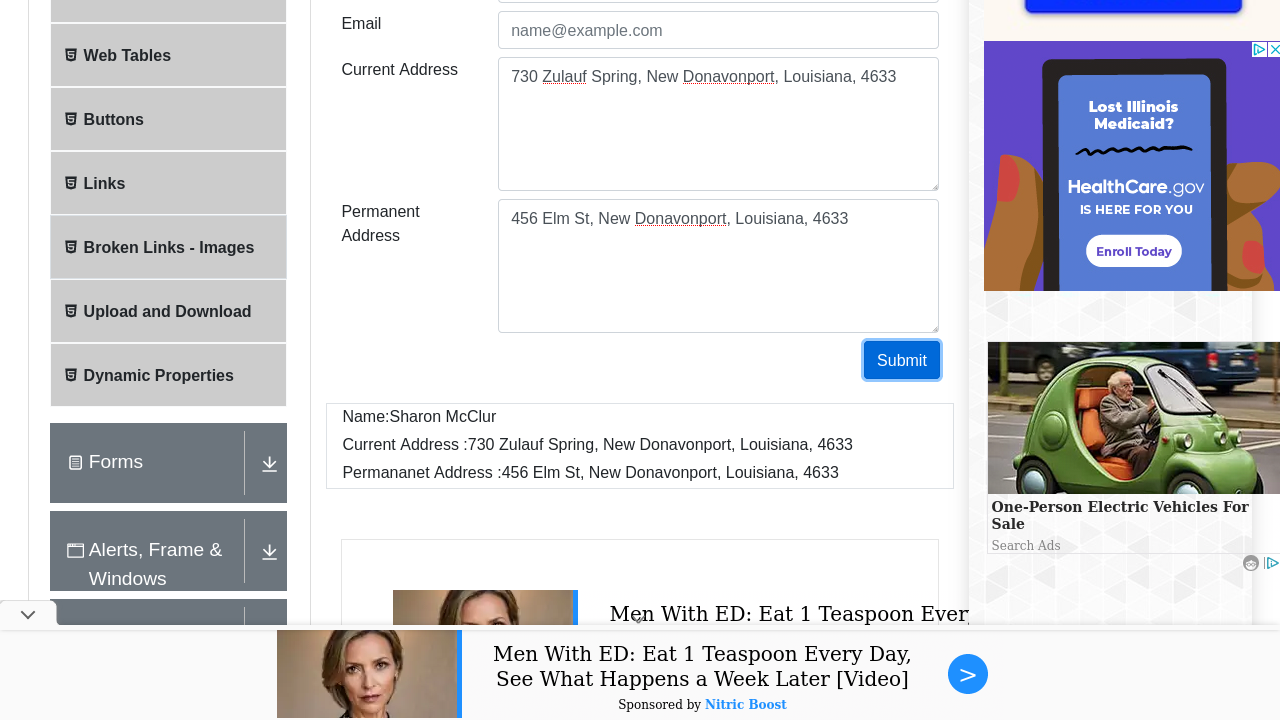 Web Tables
Buttons
Links
Broken Links - Images
Upload and Download
Dynamic Properties
Forms
Alerts, Frame &
Windows
Email
name@example.com
Current Address
730 Zulauf Spring, New Donavonport, Louisiana, 4633
Permanent
Address
456 Elm St, New Donavonport, Louisiana, 4633
Submit
Name:Sharon McClur
Current Address :730 Zulauf Spring, New Donavonport, Louisiana, 4633
Permananet Address :456 Elm St, New Donavonport, Louisiana, 4633
Men With ED: Eat 1 Teaspoon Every
Lost Illinois
Medicaid?
HealthCare.gov
IS HERE FOR YOU
Enroll Today
One-Person Electric Vehicles For
Sale
Search Ads
Men With ED: Eat 1 Teaspoon Every Day,
See What Happens a Week Later [Video]
Sponsored by Nitric Boost
>